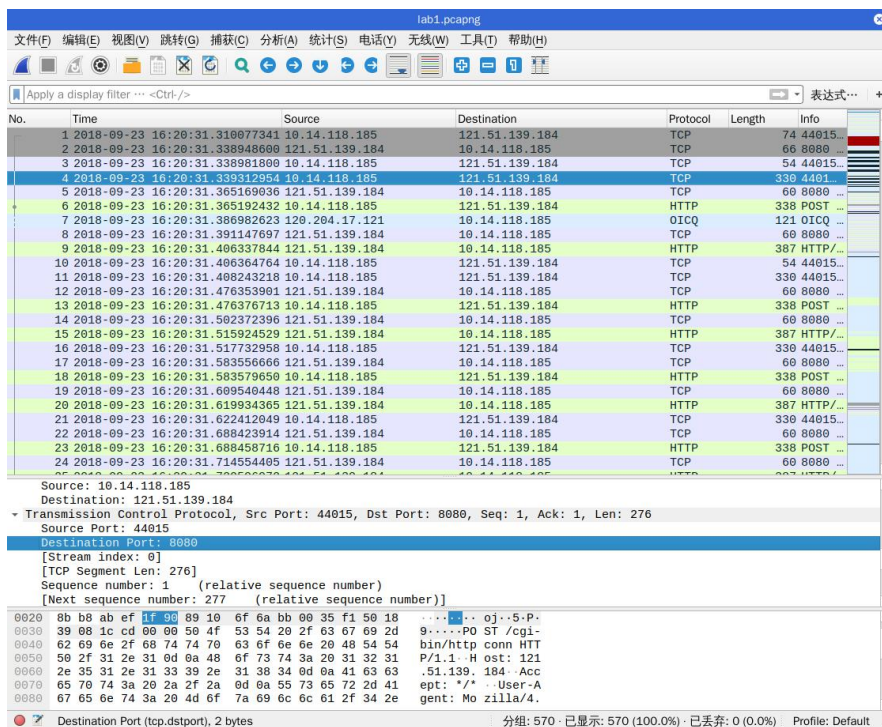 lab1.pcapng
文件(F) 编辑(E) 视图(V) 跳转(G) 捕获(C) 分析(A) 统计(S) 电话(Y) 无线(W) 工具(T) 帮助(H)
Apply a display filter ··· <Ctrl-/> 表达式··· +
No. Time Source Destination Protocol Length Info
1 2018-09-23 16:20:31.310077341 10.14.118.185 121.51.139.184 TCP 74 44015…
2 2018-09-23 16:20:31.338948600 121.51.139.184 10.14.118.185 TCP 66 8080 …
3 2018-09-23 16:20:31.338981800 10.14.118.185 121.51.139.184 TCP 54 44015…
4 2018-09-23 16:20:31.339312954 10.14.118.185 121.51.139.184 TCP 330 4401…
5 2018-09-23 16:20:31.365169036 121.51.139.184 10.14.118.185 TCP 60 8080 …
6 2018-09-23 16:20:31.365192432 10.14.118.185 121.51.139.184 HTTP 338 POST …
7 2018-09-23 16:20:31.386982623 120.204.17.121 10.14.118.185 OICQ 121 OICQ …
8 2018-09-23 16:20:31.391147697 121.51.139.184 10.14.118.185 TCP 60 8080 …
9 2018-09-23 16:20:31.406337844 121.51.139.184 10.14.118.185 HTTP 387 HTTP/…
10 2018-09-23 16:20:31.406364764 10.14.118.185 121.51.139.184 TCP 54 44015…
11 2018-09-23 16:20:31.408243218 10.14.118.185 121.51.139.184 TCP 330 44015…
12 2018-09-23 16:20:31.476353901 121.51.139.184 10.14.118.185 TCP 60 8080 …
13 2018-09-23 16:20:31.476376713 10.14.118.185 121.51.139.184 HTTP 338 POST …
14 2018-09-23 16:20:31.502372396 121.51.139.184 10.14.118.185 TCP 60 8080 …
15 2018-09-23 16:20:31.515924529 121.51.139.184 10.14.118.185 HTTP 387 HTTP/…
16 2018-09-23 16:20:31.517732958 10.14.118.185 121.51.139.184 TCP 330 44015…
17 2018-09-23 16:20:31.583556666 121.51.139.184 10.14.118.185 TCP 60 8080 …
18 2018-09-23 16:20:31.583579650 10.14.118.185 121.51.139.184 HTTP 338 POST …
19 2018-09-23 16:20:31.609540448 121.51.139.184 10.14.118.185 TCP 60 8080 …
20 2018-09-23 16:20:31.619934365 121.51.139.184 10.14.118.185 HTTP 387 HTTP/…
21 2018-09-23 16:20:31.622412049 10.14.118.185 121.51.139.184 TCP 330 44015…
22 2018-09-23 16:20:31.688423914 121.51.139.184 10.14.118.185 TCP 60 8080 …
23 2018-09-23 16:20:31.688458716 10.14.118.185 121.51.139.184 HTTP 338 POST …
24 2018-09-23 16:20:31.714554405 121.51.139.184 10.14.118.185 TCP 60 8080 …
Source: 10.14.118.185
Destination: 121.51.139.184
Transmission Control Protocol, Src Port: 44015, Dst Port: 8080, Seq: 1, Ack: 1, Len: 276
Source Port: 44015
Destination Port: 8080
[Stream index: 0]
[TCP Segment Len: 276]
Sequence number: 1 (relative sequence number)
[Next sequence number: 277 (relative sequence number)]
0020 8b b8 ab ef 1f 90 89 10 6f 6a bb 00 35 f1 50 18 ········ oj··5·P·
0030 39 08 1c cd 00 00 50 4f 53 54 20 2f 63 67 69 2d 9·····PO ST /cgi-
0040 62 69 6e 2f 68 74 74 70 63 6f 6e 6e 20 48 54 54 bin/http conn HTT
0050 50 2f 31 2e 31 0d 0a 48 6f 73 74 3a 20 31 32 31 P/1.1··H ost: 121
0060 2e 35 31 2e 31 33 39 2e 31 38 34 0d 0a 41 63 63 .51.139. 184··Acc
0070 65 70 74 3a 20 2a 2f 2a 0d 0a 55 73 65 72 2d 41 ept: */* ··User-A
0080 67 65 6e 74 3a 20 4d 6f 7a 69 6c 6c 61 2f 34 2e gent: Mo zilla/4.
Destination Port (tcp.dstport), 2 bytes 分组: 570 · 已显示: 570 (100.0%) · 已丢弃: 0 (0.0%) Profile: Default